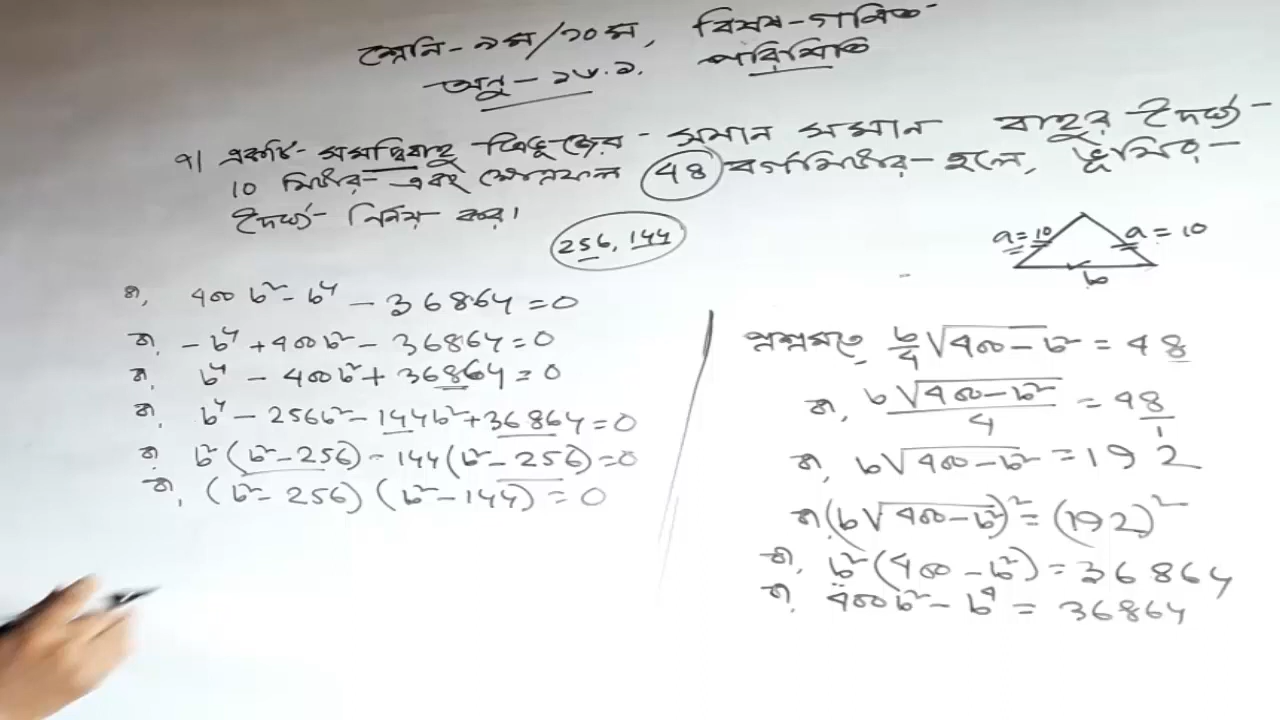 শ্রেনি - ৯ম/১০ম, বিষয় - গণিত
অনু - ১৬.১. পরিমিতি
৭| একটি সমদ্বিবাহু ত্রিভুজের সমান সমান বাহুর দৈর্ঘ্য
10 মিটার এবং ক্ষেত্রফল 48 বর্গমিটার হলে, ভূমির
দৈর্ঘ্য নির্ণয় কর।
256, 144
a = 10
a = 10
b
প্রশ্নমতে, b/4 √400 - b² = 48
বা, b√400 - b² / 4 = 48/1
বা, b√400 - b² = 192
বা, (b√400 - b²)² = (192)²
বা, b²(400 - b²) = 36864
বা, 400b² - b⁴ = 36864
বা, 400b² - b⁴ - 36864 = 0
বা, -b⁴ + 400b² - 36864 = 0
বা, b⁴ - 400b² + 36864 = 0
বা, b⁴ - 256b² - 144b² + 36864 = 0
বা, b²(b² - 256) - 144(b² - 256) = 0
বা, (b² - 256)(b² - 144) = 0